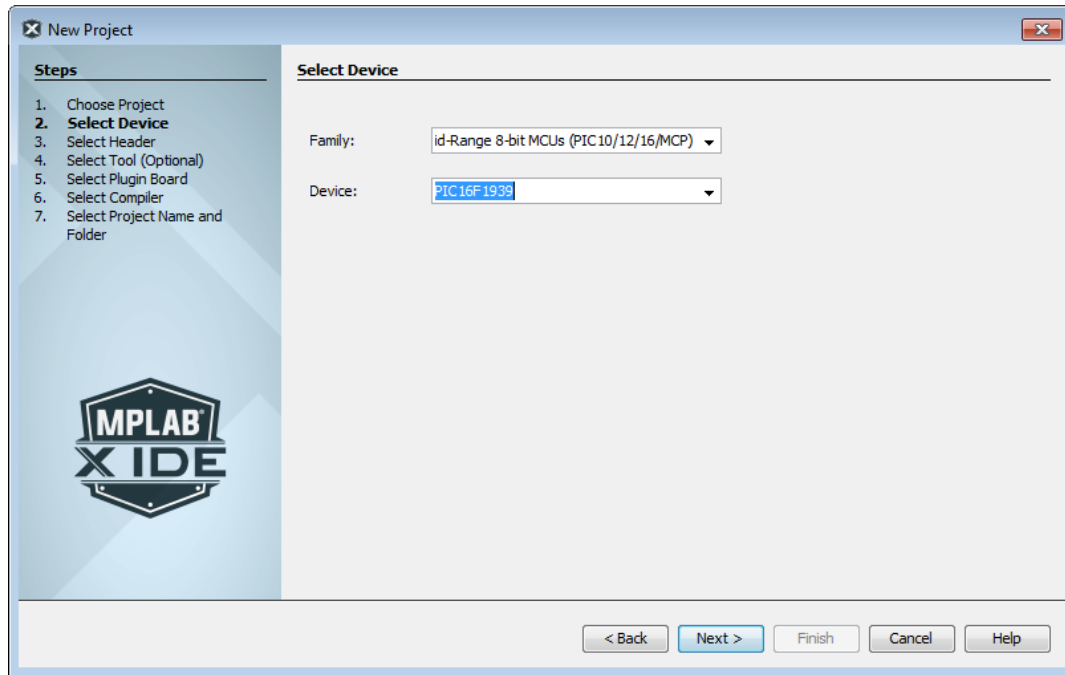 New Project
Steps
1. Choose Project
2. Select Device
3. Select Header
4. Select Tool (Optional)
5. Select Plugin Board
6. Select Compiler
7. Select Project Name and
Folder
MPLAB®
X IDE
Select Device
Family:
id-Range 8-bit MCUs (PIC10/12/16/MCP)
Device:
PIC16F1939
< Back
Next >
Finish
Cancel
Help